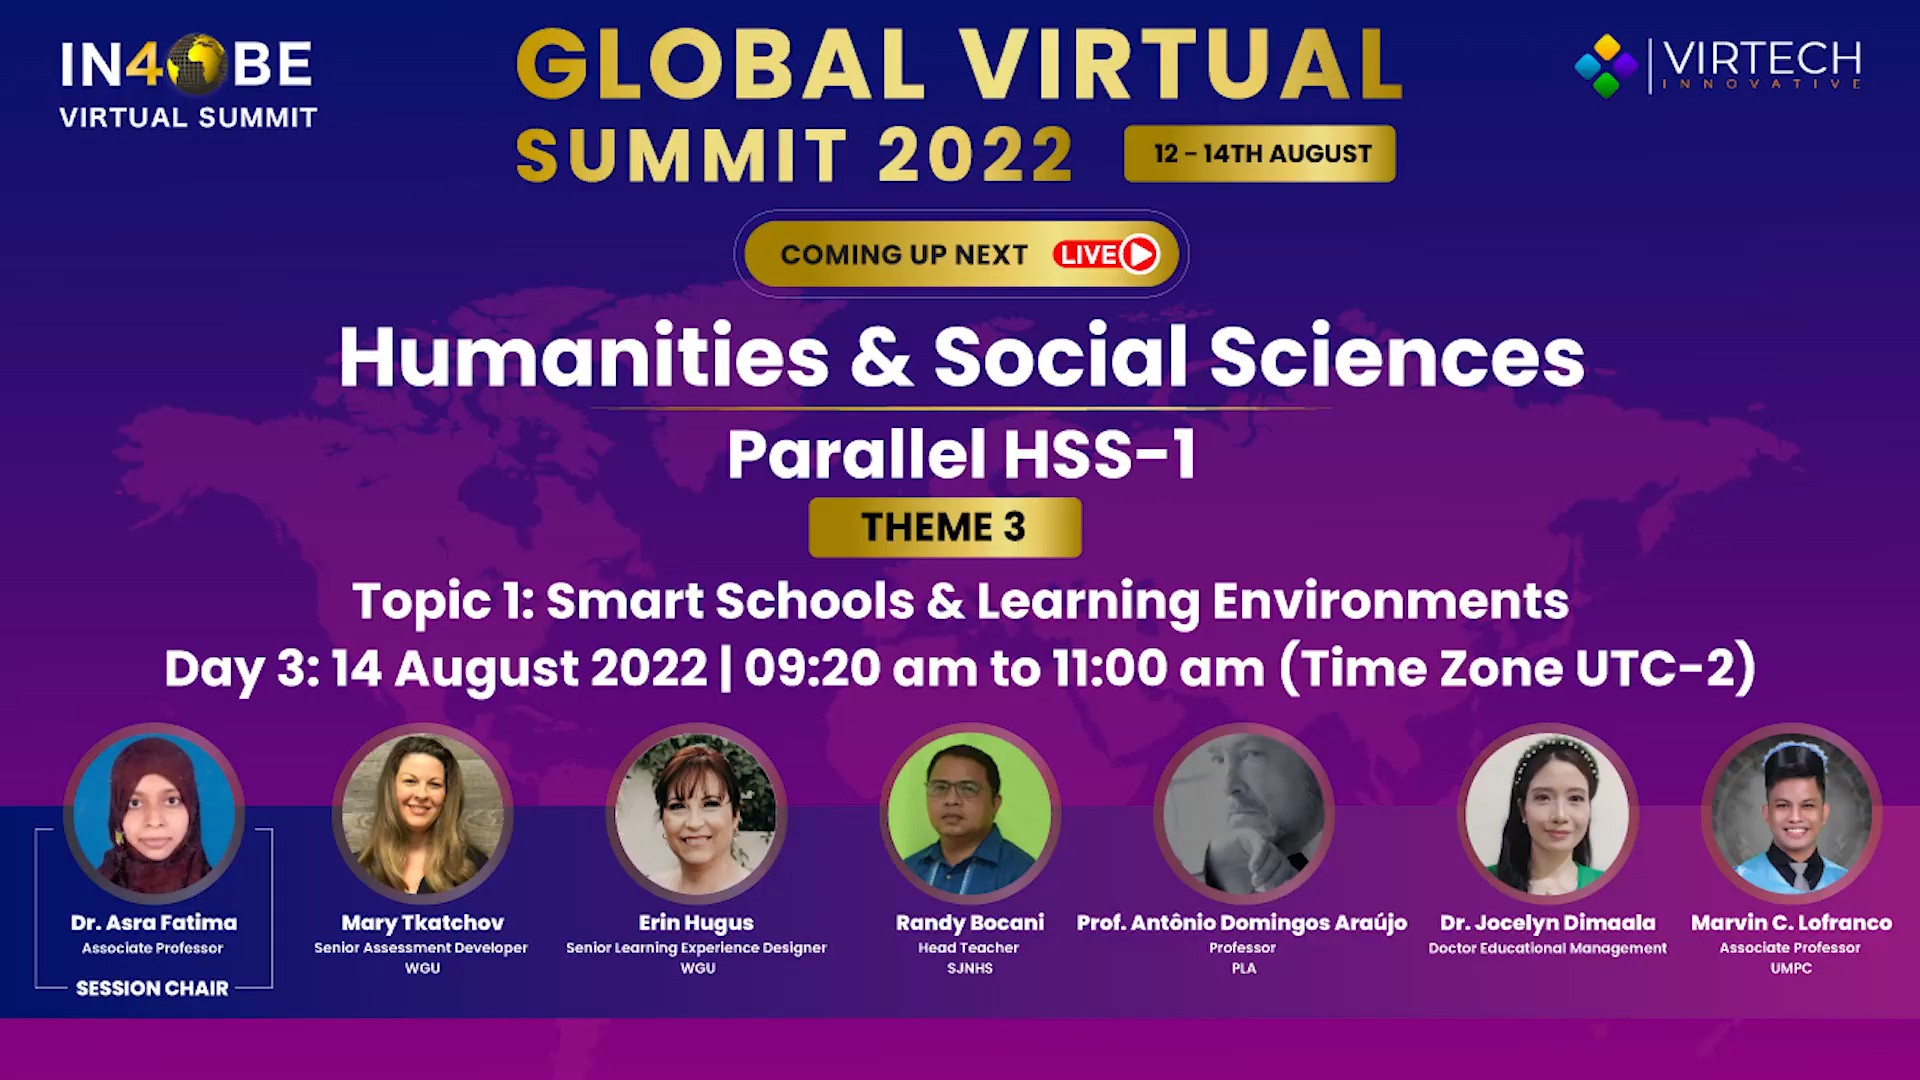 IN4OBE
VIRTUAL SUMMIT
GLOBAL VIRTUAL
SUMMIT 2022
12 - 14TH AUGUST
VIRTECH
INNOVATIVE
COMING UP NEXT LIVE
Humanities & Social Sciences
Parallel HSS-1
THEME 3
Topic 1: Smart Schools & Learning Environments
Day 3: 14 August 2022 | 09:20 am to 11:00 am (Time Zone UTC-2)
Dr. Asra Fatima
Associate Professor
SESSION CHAIR
Mary Tkatchov
Senior Assessment Developer
WGU
Erin Hugus
Senior Learning Experience Designer
WGU
Randy Bocani
Head Teacher
SJNHS
Prof. Antônio Domingos Araújo
Professor
PLA
Dr. Jocelyn Dimaala
Doctor Educational Management
Marvin C. Lofranco
Associate Professor
UMPC